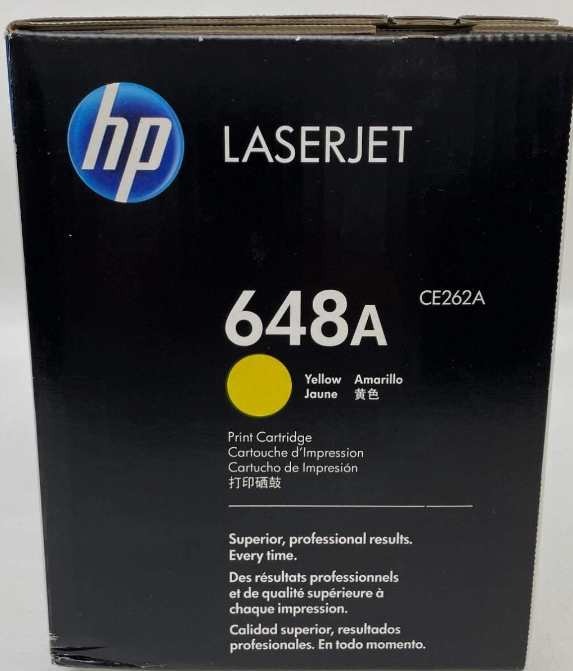 hp
LASERJET
648A
CE262A
Yellow Amarillo
Jaune 黄色
Print Cartridge
Cartouche d'Impression
Cartucho de Impresión
打印硒鼓
Superior, professional results.
Every time.
Des résultats professionnels
et de qualité supérieure à
chaque impression.
Calidad superior, resultados
profesionales. En todo momento.